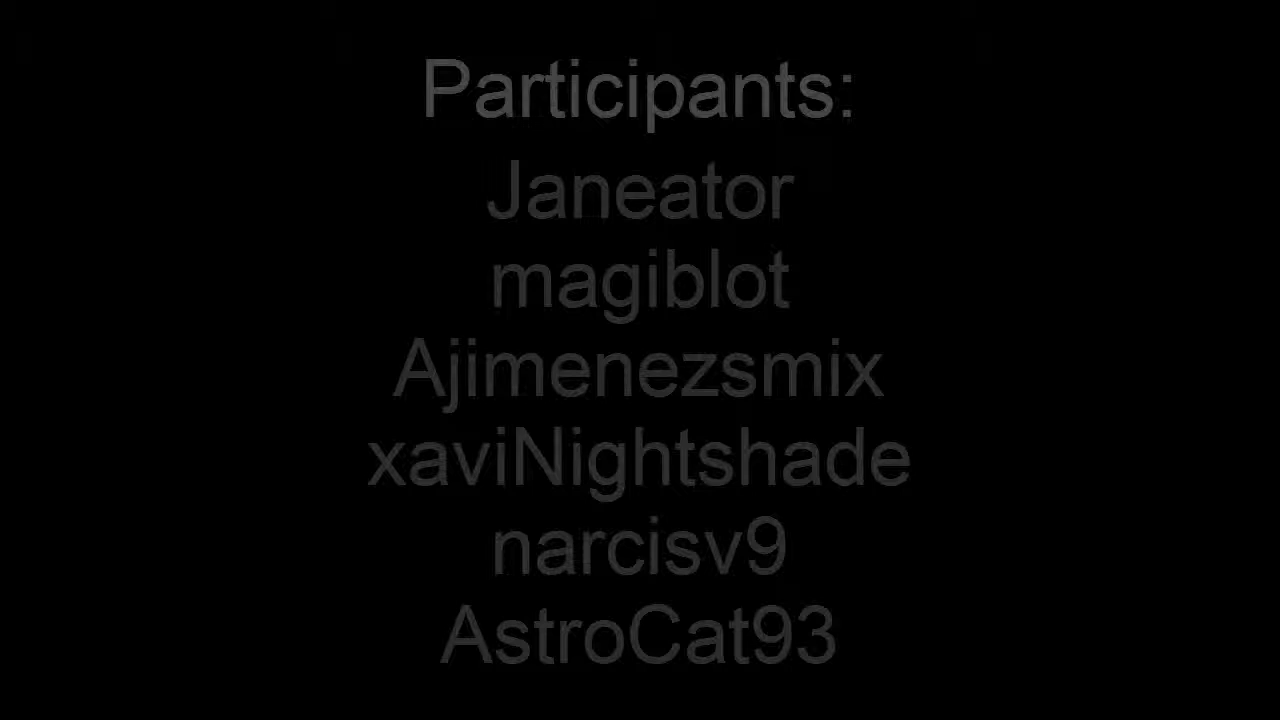 Participants:
Janeator
magiblot
Ajimenezsmix
xaviNightshade
narcisv9
AstroCat93